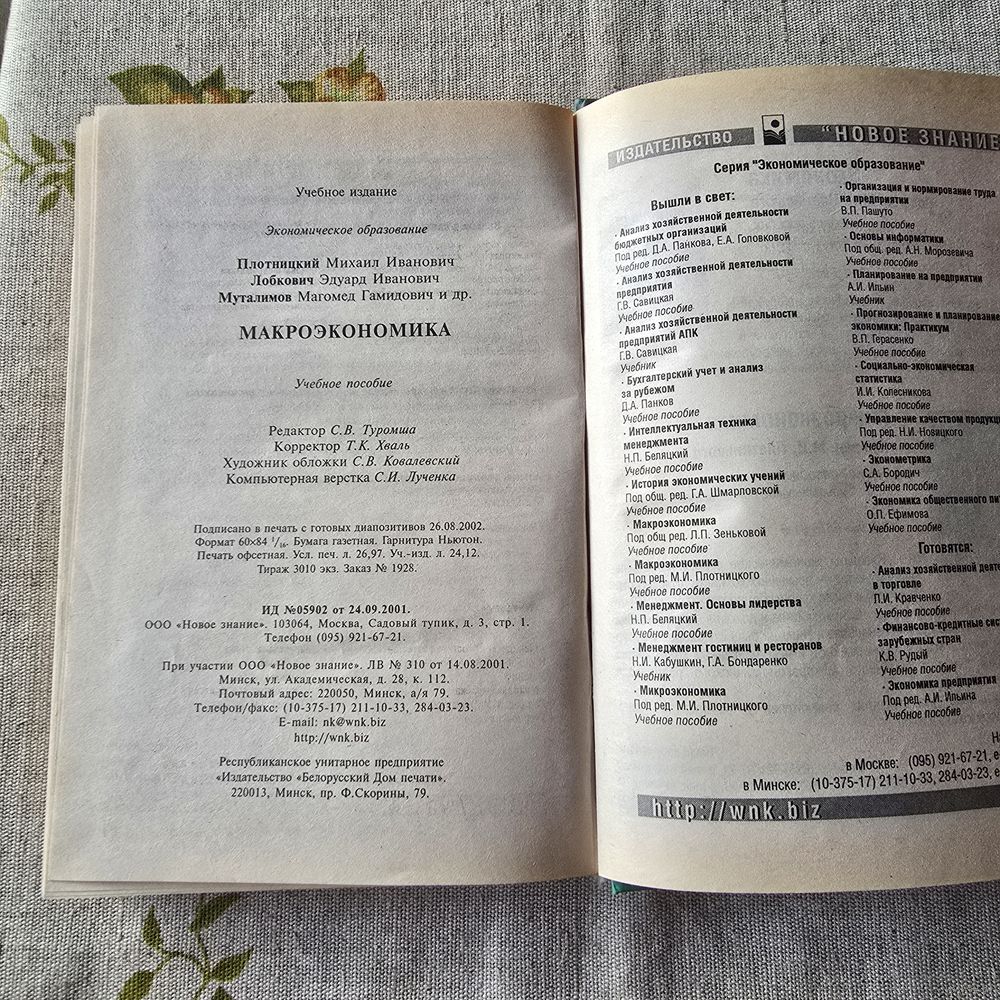 Учебное издание
Экономическое образование
Плотницкий Михаил Иванович
Лобкович Эдуард Иванович
Муталимов Магомед Гамидович и др.
МАКРОЭКОНОМИКА
Учебное пособие
Редактор С.В. Туромша
Корректор Т.К. Хваль
Художник обложки С.В. Ковалевский
Компьютерная верстка С.И. Лученка
Подписано в печать с готовых диапозитивов 26.08.2002.
Формат 60×84 1/16. Бумага газетная. Гарнитура Ньютон.
Печать офсетная. Усл. печ. л. 26,97. Уч.-изд. л. 24,12.
Тираж 3010 экз. Заказ № 1928.
ИД №05902 от 24.09.2001.
ООО «Новое знание». 103064, Москва, Садовый тупик, д. 3, стр. 1.
Телефон (095) 921-67-21.
При участии ООО «Новое знание». ЛВ № 310 от 14.08.2001.
Минск, ул. Академическая, д. 28, к. 112.
Почтовый адрес: 220050, Минск, а/я 79.
Телефон/факс: (10-375-17) 211-10-33, 284-03-23.
E-mail: nk@wnk.biz
http://wnk.biz
Республиканское унитарное предприятие
«Издательство «Белорусский Дом печати».
220013, Минск, пр. Ф.Скорины, 79.
ИЗДАТЕЛЬСТВО "НОВОЕ ЗНАНИЕ
Серия "Экономическое образование"
Вышли в свет:
· Анализ хозяйственной деятельности
бюджетных организаций
Под ред. Д.А. Панкова, Е.А. Головковой
Учебное пособие
· Анализ хозяйственной деятельности
предприятия
Г.В. Савицкая
Учебное пособие
· Анализ хозяйственной деятельности
предприятий АПК
Г.В. Савицкая
Учебник
· Бухгалтерский учет и анализ
за рубежом
Д.А. Панков
Учебное пособие
· Интеллектуальная техника
менеджмента
Н.П. Беляцкий
Учебное пособие
· История экономических учений
Под общ. ред. Г.А. Шмарловской
Учебное пособие
· Макроэкономика
Под общ ред. Л.П. Зеньковой
Учебное пособие
· Макроэкономика
Под ред. М.И. Плотницкого
Учебное пособие
· Менеджмент. Основы лидерства
Н.П. Беляцкий
Учебное пособие
· Менеджмент гостиниц и ресторанов
Н.И. Кабушкин, Г.А. Бондаренко
Учебник
· Микроэкономика
Под ред. М.И. Плотницкого
Учебное пособие
· Организация и нормирование труда
на предприятии
В.П. Пашуто
Учебное пособие
· Основы информатики
Под общ. ред. А.Н. Морозевича
Учебное пособие
· Планирование на предприятии
А.И. Ильин
Учебник
· Прогнозирование и планирование
экономики: Практикум
В.П. Герасенко
Учебное пособие
· Социально-экономическая
статистика
И.И. Колесникова
Учебное пособие
· Управление качеством продукци
Под ред. Н.И. Новицкого
Учебное пособие
· Эконометрика
С.А. Бородич
Учебное пособие
· Экономика общественного пит
О.П. Ефимова
Учебное пособие
Готовятся:
· Анализ хозяйственной деяте
в торговле
Л.И. Кравченко
Учебное пособие
· Финансово-кредитные сис
зарубежных стран
К.В. Рудый
Учебное пособие
· Экономика предприятия
Под ред. А.И. Ильина
Учебное пособие
в Москве: (095) 921-67-21, e
в Минске: (10-375-17) 211-10-33, 284-03-23, e
http://wnk.biz